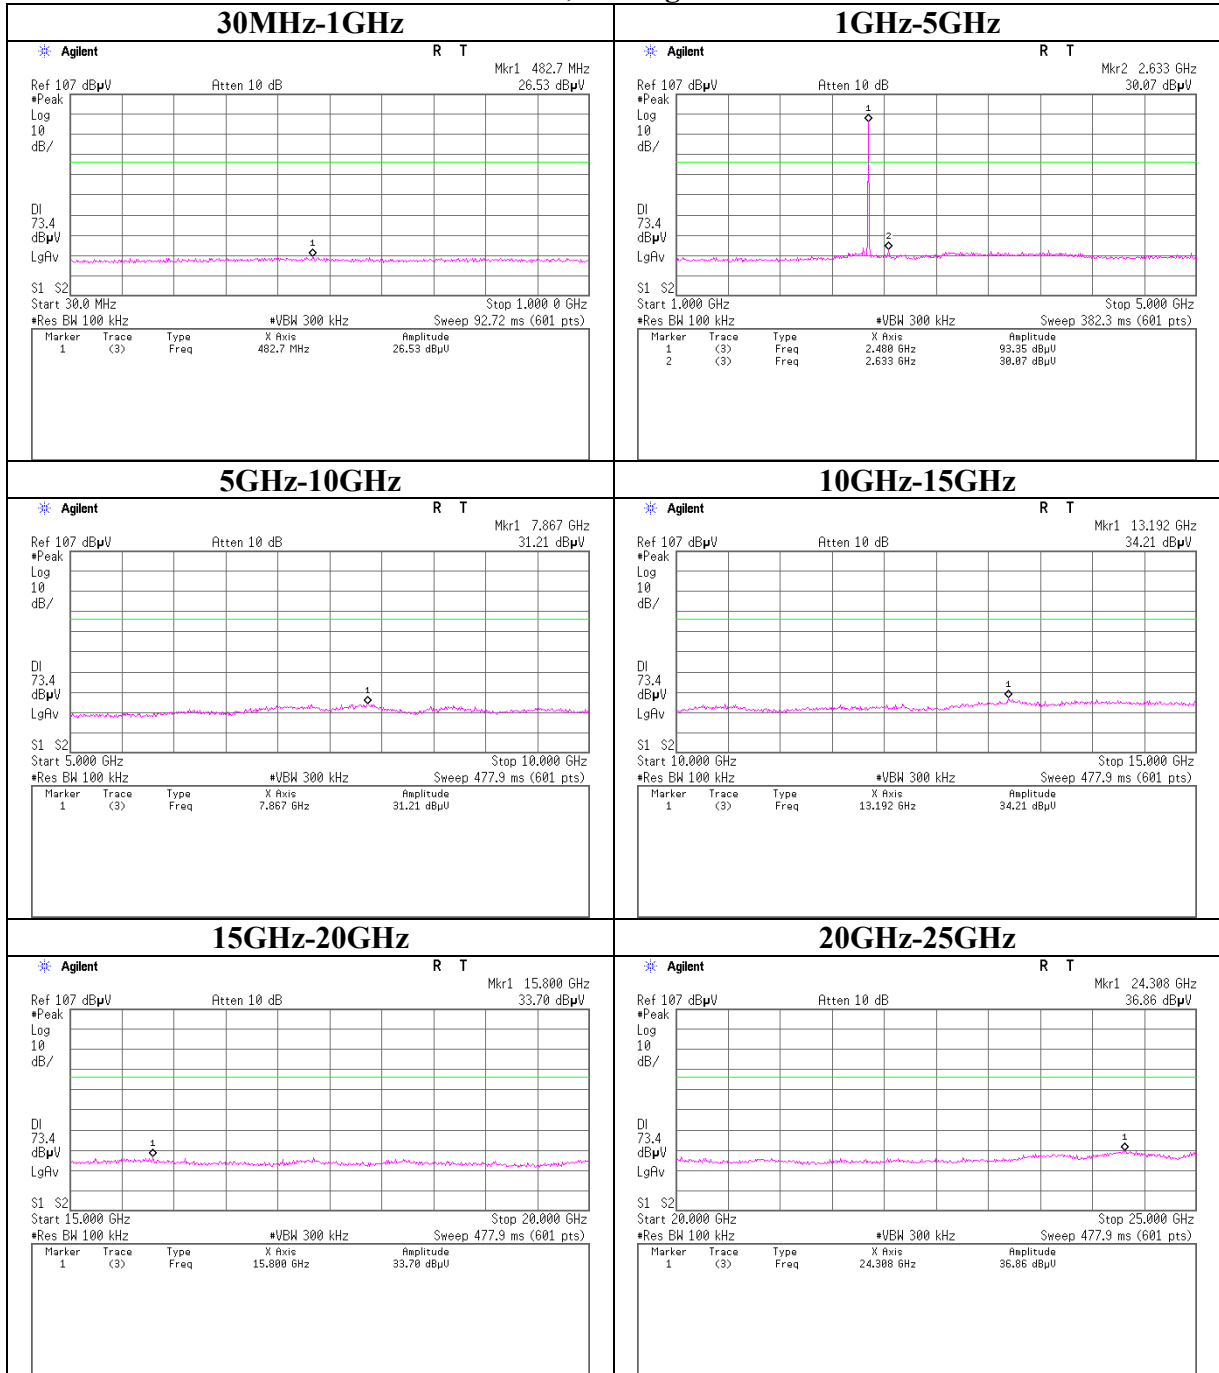 30MHz-1GHz
Agilent R T
Mkr1 482.7 MHz
Ref 107 dBµV Atten 10 dB 26.53 dBµV
#Peak
Log
10
dB/
DI
73.4
dBµV
LgAv
1
S1 S2
Start 30.0 MHz Stop 1.000 0 GHz
#Res BW 100 kHz #VBW 300 kHz Sweep 92.72 ms (601 pts)
Marker Trace Type X Axis Amplitude
1 (3) Freq 482.7 MHz 26.53 dBµV
1GHz-5GHz
Agilent R T
Mkr2 2.633 GHz
Ref 107 dBµV Atten 10 dB 30.07 dBµV
#Peak
1
Log
10
dB/
DI
73.4
dBµV
2
LgAv
S1 S2
Start 1.000 GHz Stop 5.000 GHz
#Res BW 100 kHz #VBW 300 kHz Sweep 382.3 ms (601 pts)
Marker Trace Type X Axis Amplitude
1 (3) Freq 2.480 GHz 93.35 dBµV
2 (3) Freq 2.633 GHz 30.07 dBµV
5GHz-10GHz
Agilent R T
Mkr1 7.867 GHz
Ref 107 dBµV Atten 10 dB 31.21 dBµV
#Peak
Log
10
dB/
DI
73.4
dBµV
1
LgAv
S1 S2
Start 5.000 GHz Stop 10.000 GHz
#Res BW 100 kHz #VBW 300 kHz Sweep 477.9 ms (601 pts)
Marker Trace Type X Axis Amplitude
1 (3) Freq 7.867 GHz 31.21 dBµV
10GHz-15GHz
Agilent R T
Mkr1 13.192 GHz
Ref 107 dBµV Atten 10 dB 34.21 dBµV
#Peak
Log
10
dB/
DI
73.4
1
dBµV
LgAv
S1 S2
Start 10.000 GHz Stop 15.000 GHz
#Res BW 100 kHz #VBW 300 kHz Sweep 477.9 ms (601 pts)
Marker Trace Type X Axis Amplitude
1 (3) Freq 13.192 GHz 34.21 dBµV
15GHz-20GHz
Agilent R T
Mkr1 15.800 GHz
Ref 107 dBµV Atten 10 dB 33.70 dBµV
#Peak
Log
10
dB/
DI
73.4
1
dBµV
LgAv
S1 S2
Start 15.000 GHz Stop 20.000 GHz
#Res BW 100 kHz #VBW 300 kHz Sweep 477.9 ms (601 pts)
Marker Trace Type X Axis Amplitude
1 (3) Freq 15.800 GHz 33.70 dBµV
20GHz-25GHz
Agilent R T
Mkr1 24.308 GHz
Ref 107 dBµV Atten 10 dB 36.86 dBµV
#Peak
Log
10
dB/
DI
73.4
1
dBµV
LgAv
S1 S2
Start 20.000 GHz Stop 25.000 GHz
#Res BW 100 kHz #VBW 300 kHz Sweep 477.9 ms (601 pts)
Marker Trace Type X Axis Amplitude
1 (3) Freq 24.308 GHz 36.86 dBµV